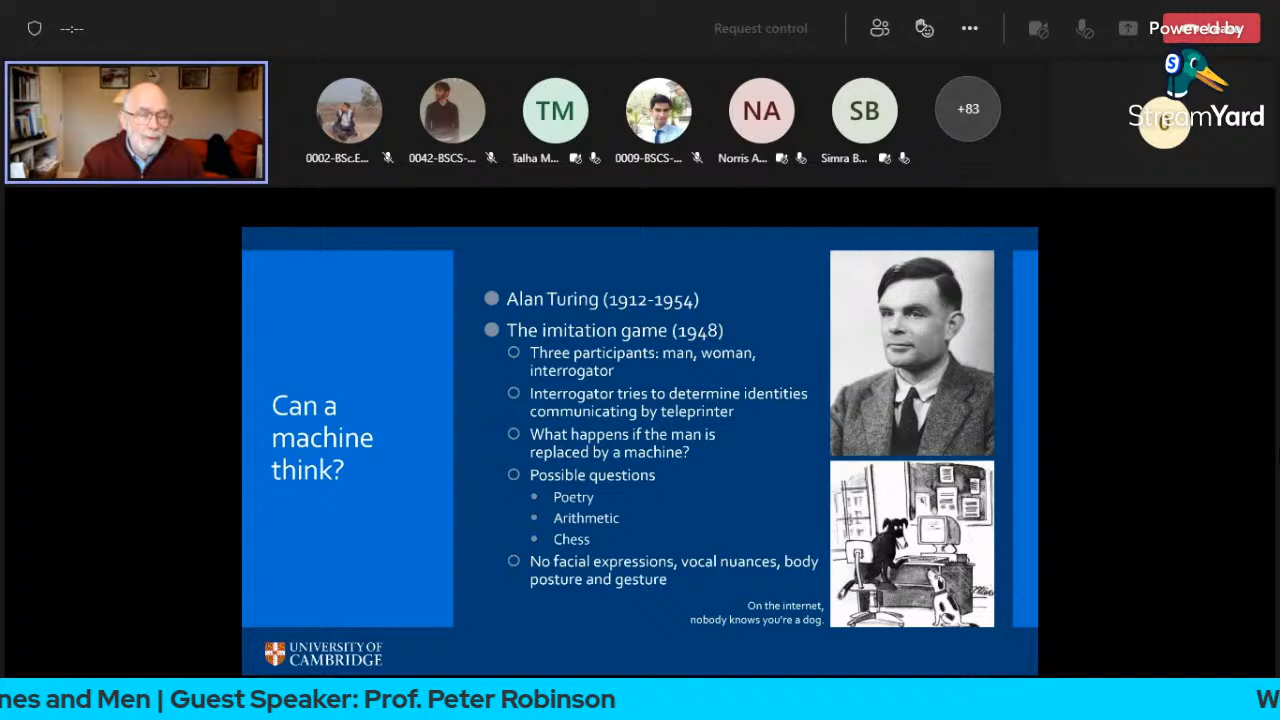 --:--
Request control
Powered by
StreamYard
0002-BSc.E...
0042-BSCS-...
TM
Talha M...
0009-BSCS-...
NA
Norris A...
SB
Simra B...
+83
Can a
machine
think?
Alan Turing (1912-1954)
The imitation game (1948)
Three participants: man, woman,
interrogator
Interrogator tries to determine identities
communicating by teleprinter
What happens if the man is
replaced by a machine?
Possible questions
Poetry
Arithmetic
Chess
No facial expressions, vocal nuances, body
posture and gesture
On the internet,
nobody knows you're a dog.
UNIVERSITY OF
CAMBRIDGE
nes and Men | Guest Speaker: Prof. Peter Robinson
W